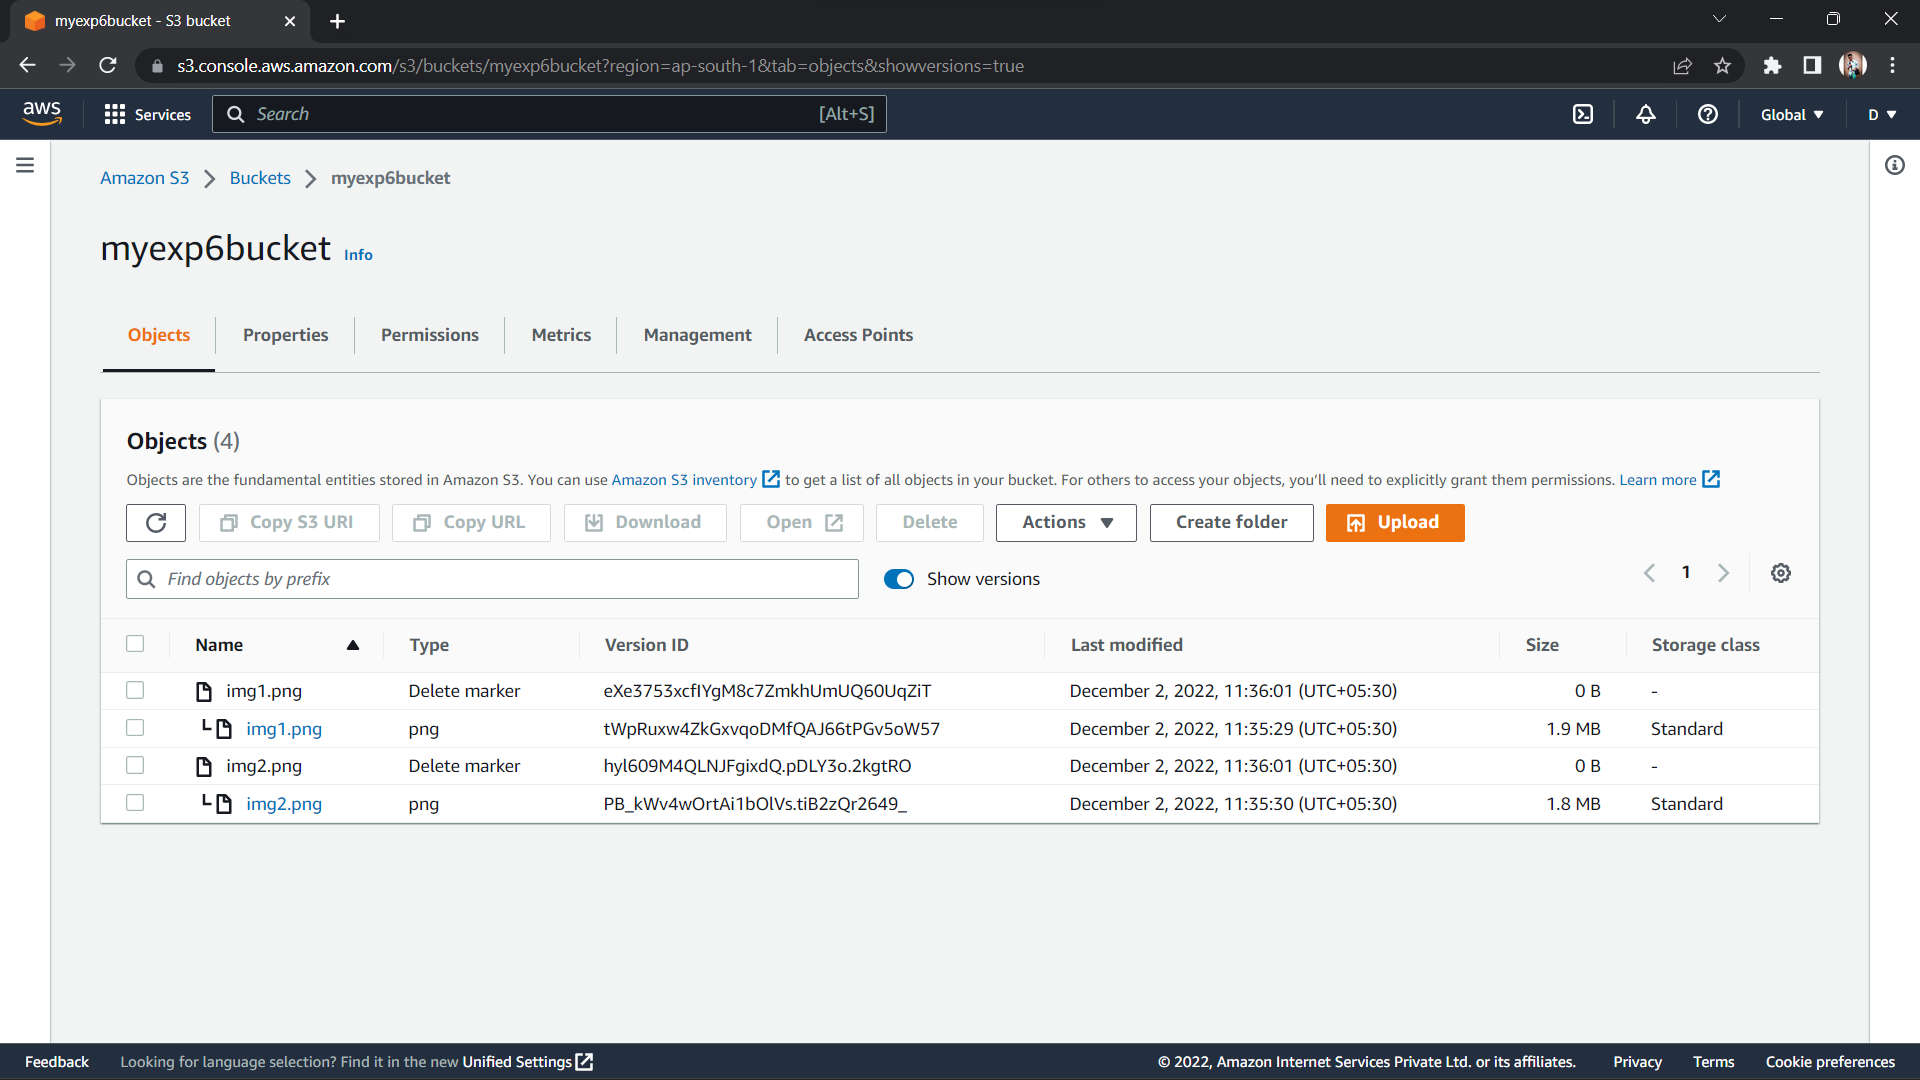 myexp6bucket - S3 bucket
s3.console.aws.amazon.com/s3/buckets/myexp6bucket?region=ap-south-1&tab=objects&showversions=true
aws Services Search [Alt+S] Global D
Amazon S3 Buckets myexp6bucket
myexp6bucket Info
Objects Properties Permissions Metrics Management Access Points
Objects (4)
Objects are the fundamental entities stored in Amazon S3. You can use Amazon S3 inventory to get a list of all objects in your bucket. For others to access your objects, you'll need to explicitly grant them permissions. Learn more
Copy S3 URI Copy URL Download Open Delete Actions Create folder Upload
Find objects by prefix Show versions 1
Name Type Version ID Last modified Size Storage class
img1.png Delete marker eXe3753xcfIYgM8c7ZmkhUmUQ60UqZiT December 2, 2022, 11:36:01 (UTC+05:30) 0 B -
img1.png png tWpRuxw4ZkGxvqoDMfQAJ66tPGv5oW57 December 2, 2022, 11:35:29 (UTC+05:30) 1.9 MB Standard
img2.png Delete marker hyl609M4QLNJFgixdQ.pDLY3o.2kgtRO December 2, 2022, 11:36:01 (UTC+05:30) 0 B -
img2.png png PB_kWv4wOrtAi1bOlVs.tiB2zQr2649_ December 2, 2022, 11:35:30 (UTC+05:30) 1.8 MB Standard
Feedback Looking for language selection? Find it in the new Unified Settings © 2022, Amazon Internet Services Private Ltd. or its affiliates. Privacy Terms Cookie preferences